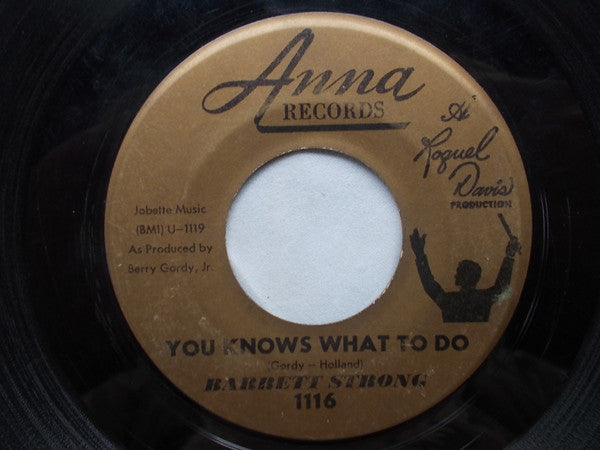 Anna
RECORDS
A
Roquel
Davis
PRODUCTION
Jobette Music
(BMI) U-1119
As Produced by
Berry Gordy, Jr.
YOU KNOWS WHAT TO DO
(Gordy – Holland)
BARRETT STRONG
1116